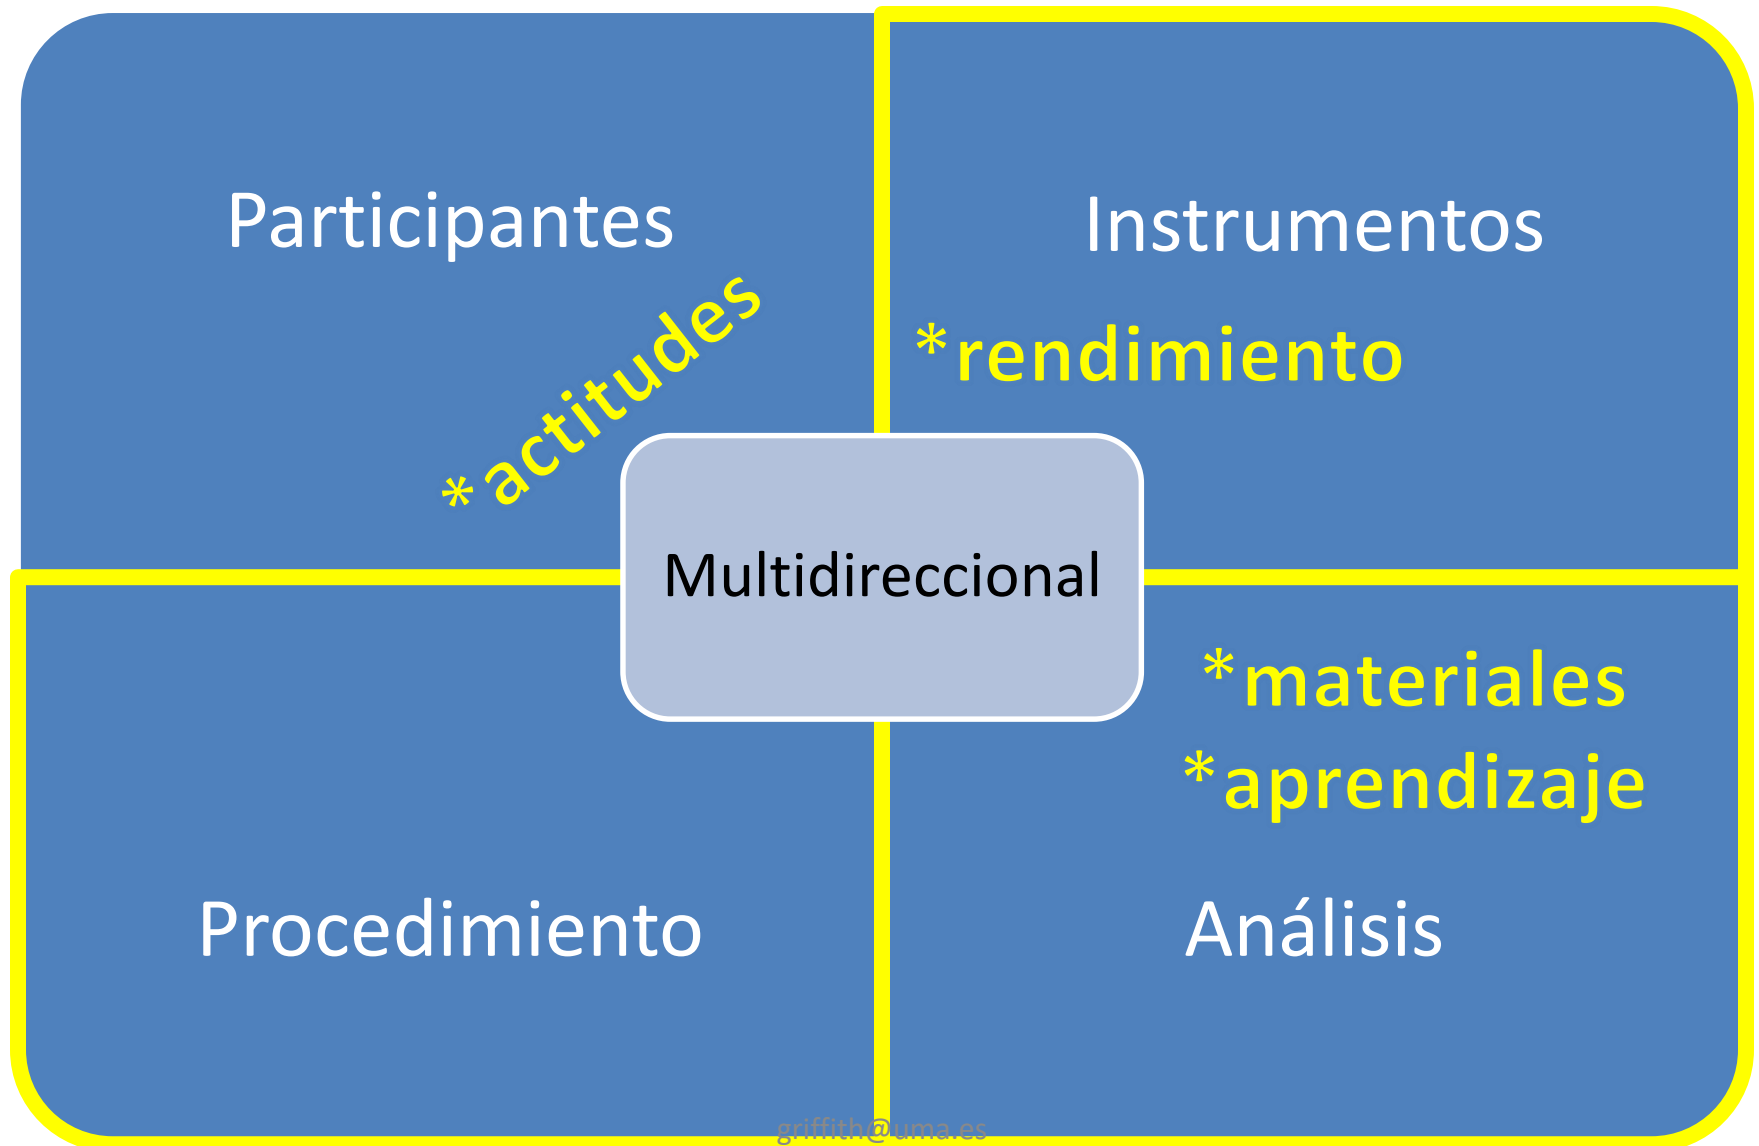 Participantes
*actitudes
Instrumentos
*rendimiento
Multidireccional
Procedimiento
*materiales
*aprendizaje
Análisis
griffith@uma.es